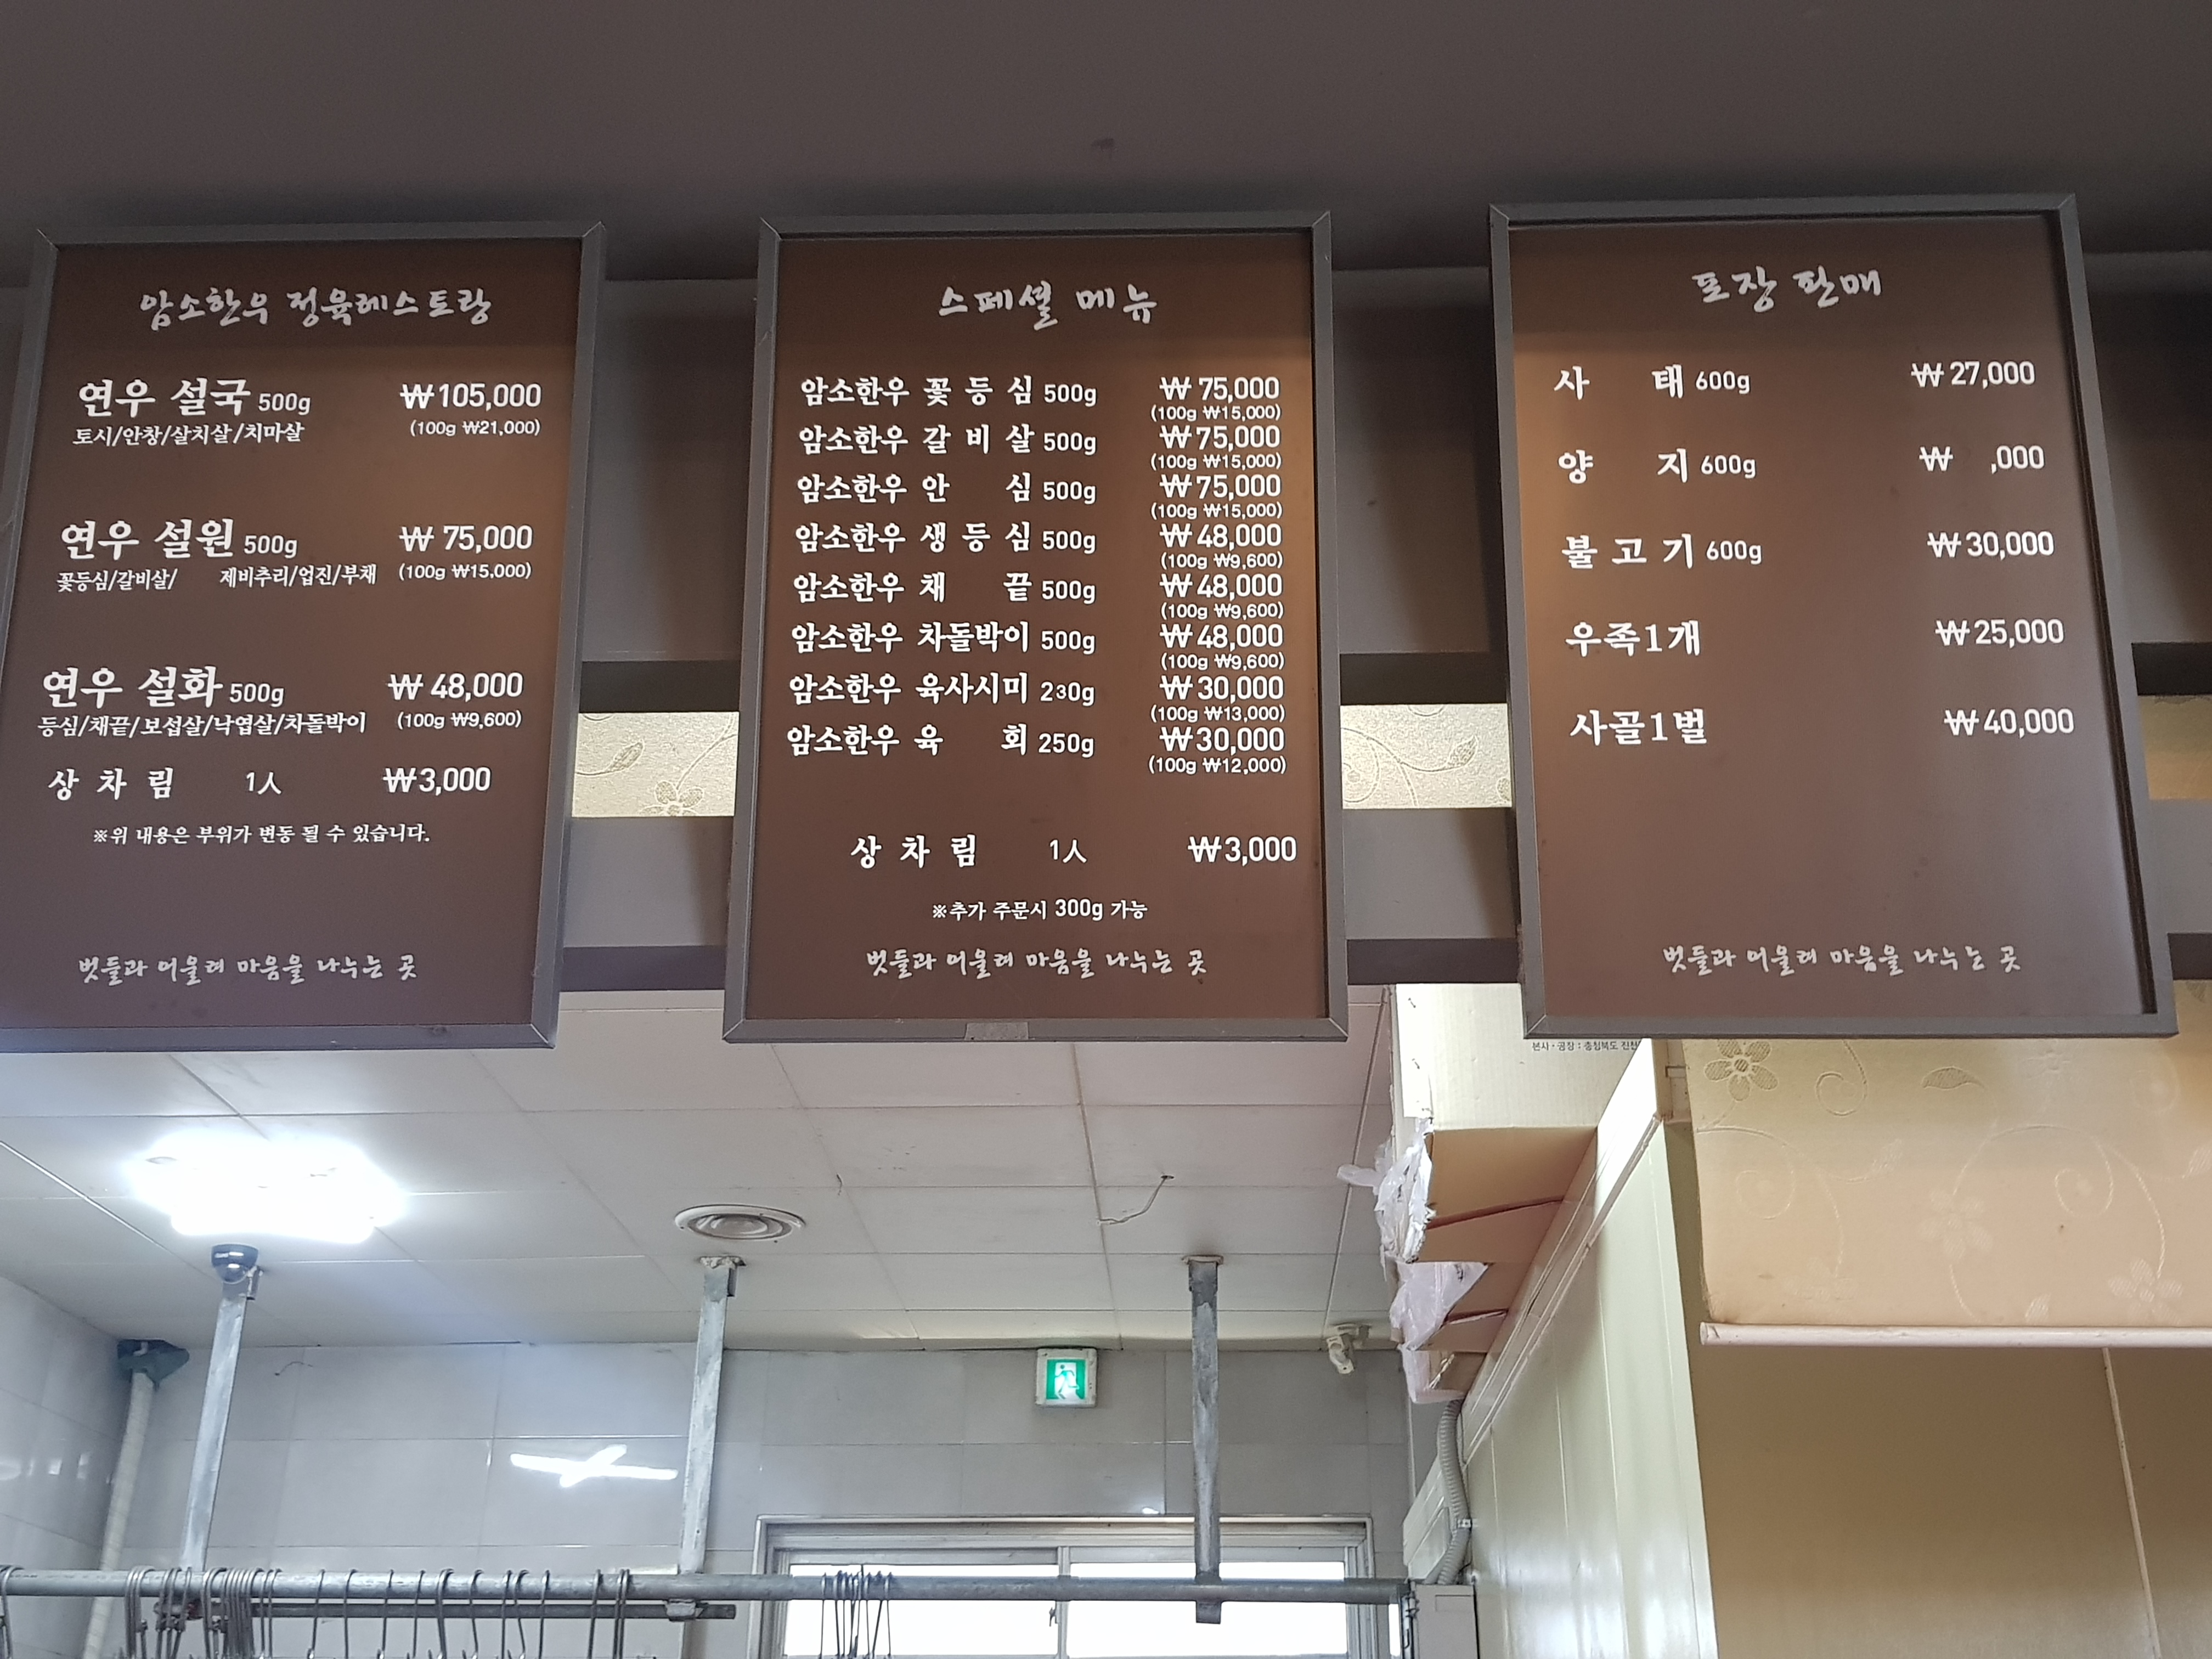 암소한우 정육레스토랑
연우 설국 500g ₩105,000
토시/안창/살치살/치마살 (100g ₩21,000)
연우 설원 500g ₩75,000
꽃등심/갈비살/ 제비추리/업진/부채 (100g ₩15,000)
연우 설화 500g ₩48,000
등심/채끝/보섭살/낙엽살/차돌박이 (100g ₩9,600)
상 차 림 1人 ₩3,000
※위 내용은 부위가 변동 될 수 있습니다.
벗들과 어울려 마음을 나누는 곳
스페셜 메뉴
암소한우 꽃 등 심 500g ₩75,000
(100g ₩15,000)
암소한우 갈 비 살 500g ₩75,000
(100g ₩15,000)
암소한우 안 심 500g ₩75,000
(100g ₩15,000)
암소한우 생 등 심 500g ₩48,000
(100g ₩9,600)
암소한우 채 끝 500g ₩48,000
(100g ₩9,600)
암소한우 차돌박이 500g ₩48,000
(100g ₩9,600)
암소한우 육사시미 230g ₩30,000
(100g ₩13,000)
암소한우 육 회 250g ₩30,000
(100g ₩12,000)
상 차 림 1人 ₩3,000
※추가 주문시 300g 가능
벗들과 어울려 마음을 나누는 곳
포장 판매
사 태 600g ₩27,000
양 지 600g ₩ ,000
불 고 기 600g ₩30,000
우족1개 ₩25,000
사골1벌 ₩40,000
벗들과 어울려 마음을 나누는 곳
본사·공장 : 충청북도 진천